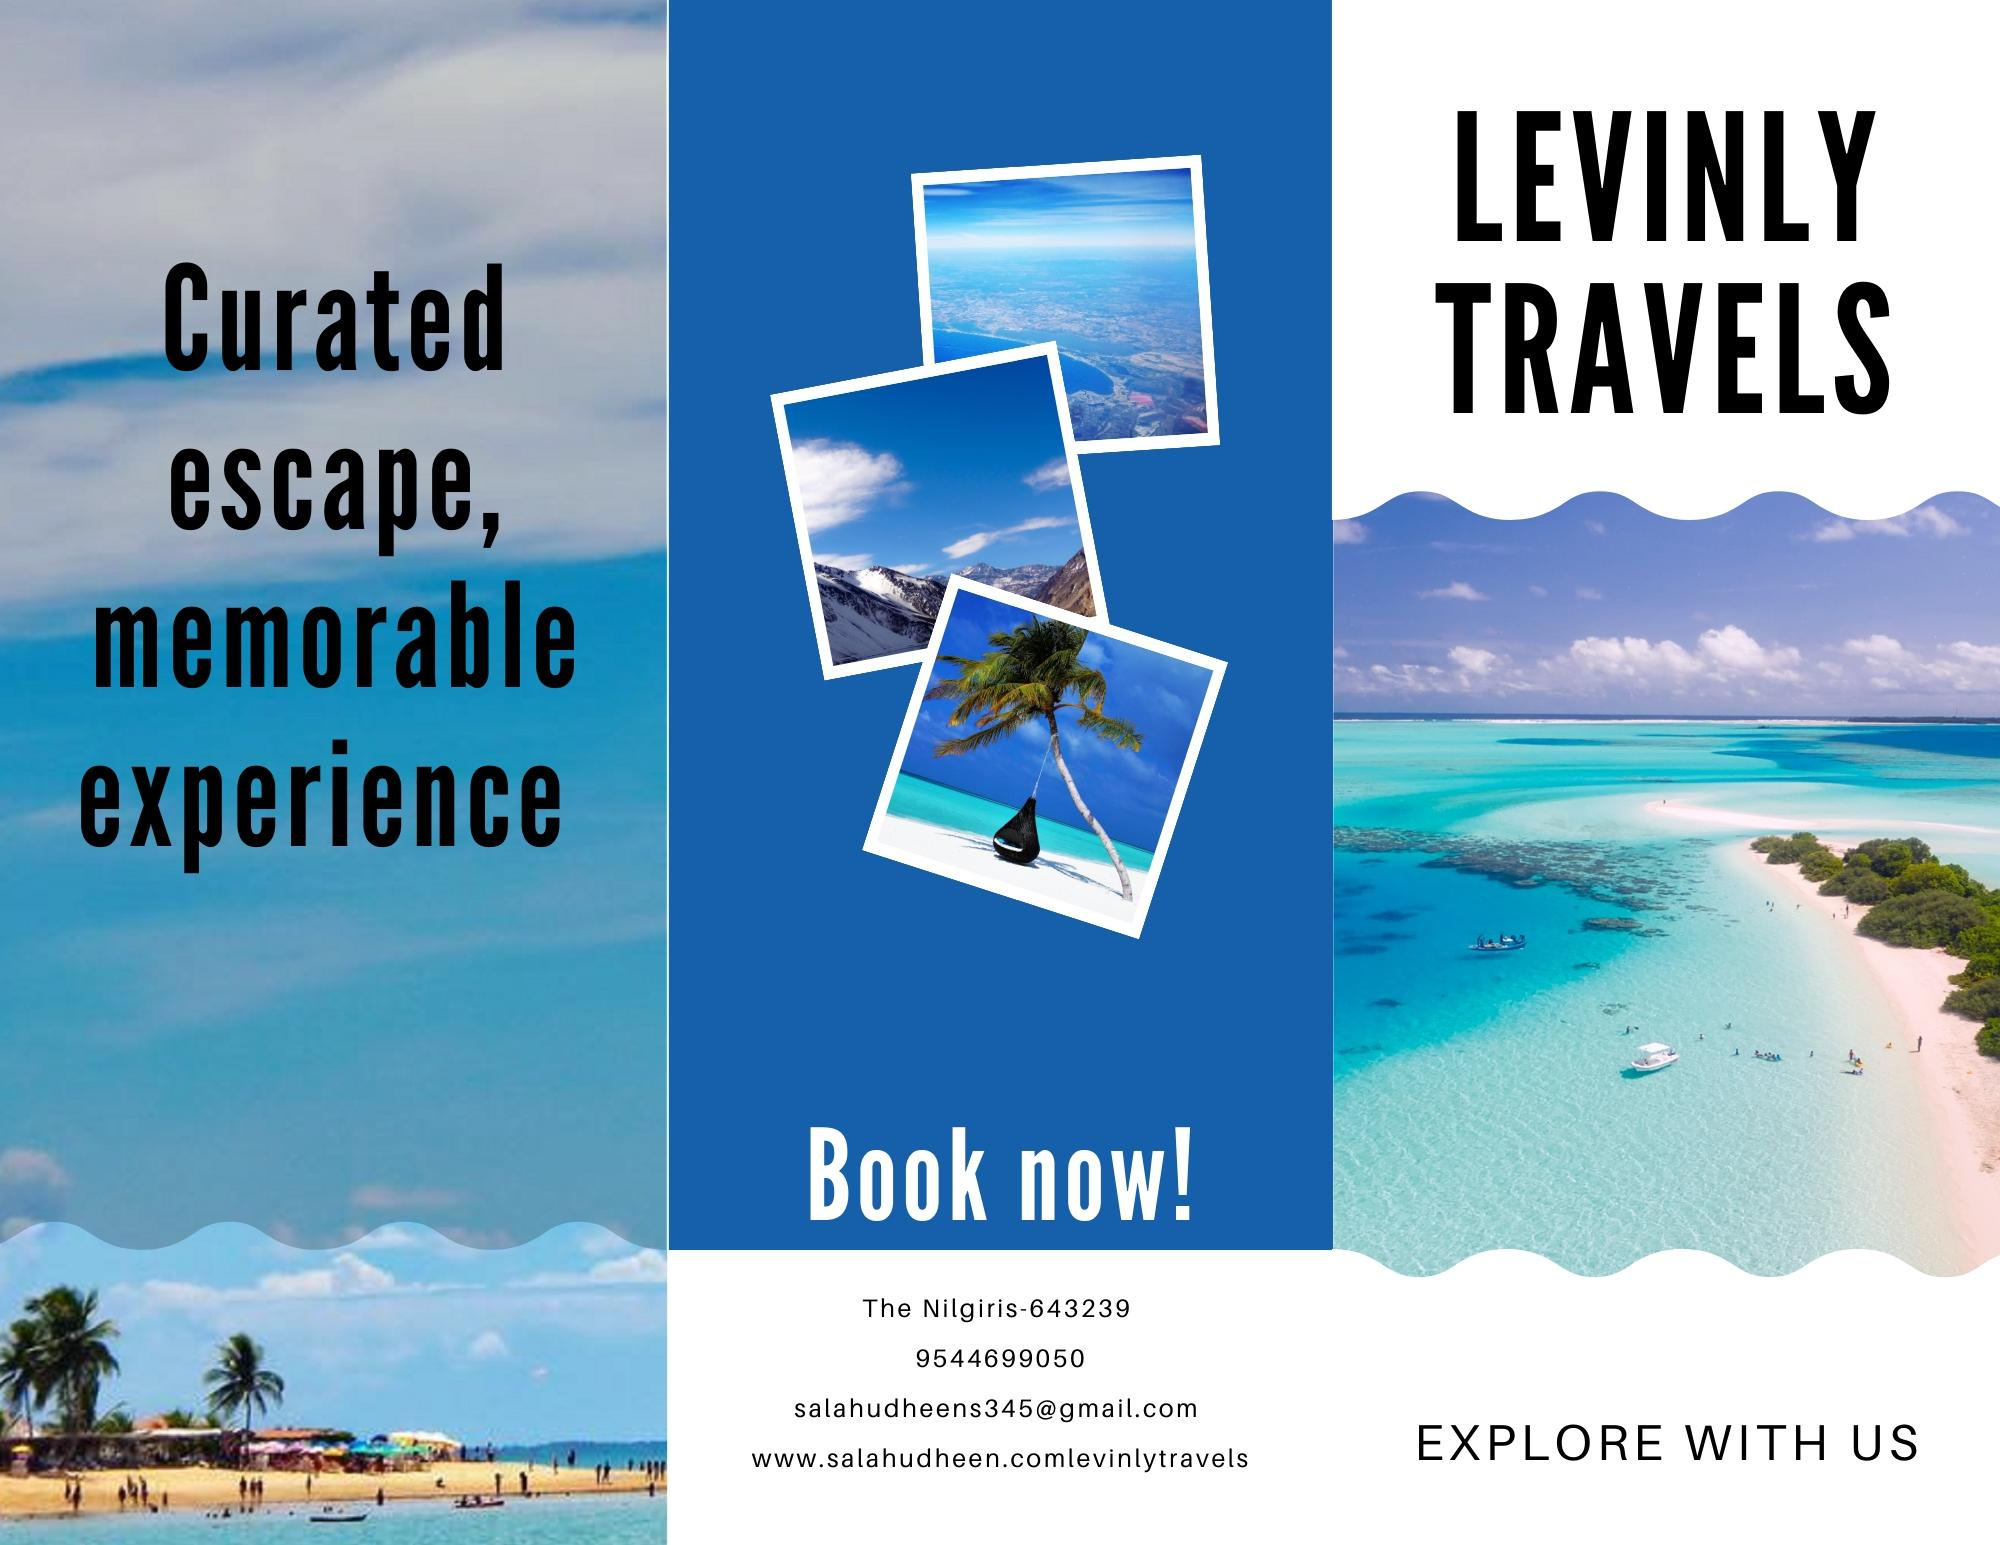 Curated
escape,
memorable
experience
Book now!
The Nilgiris-643239
9544699050
salahudheens345@gmail.com
www.salahudheen.comlevinlytravels
LEVINLY
TRAVELS
EXPLORE WITH US